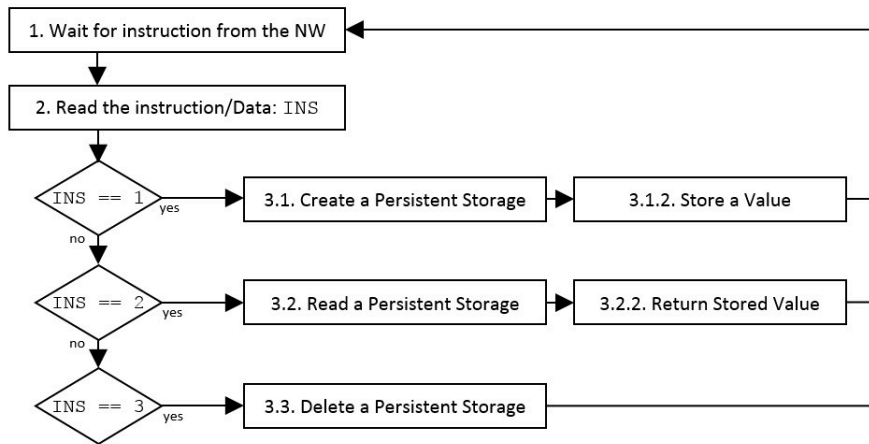 1. Wait for instruction from the NW
2. Read the instruction/Data: INS
INS == 1
yes
3.1. Create a Persistent Storage
3.1.2. Store a Value
no
INS == 2
yes
3.2. Read a Persistent Storage
3.2.2. Return Stored Value
no
INS == 3
yes
3.3. Delete a Persistent Storage